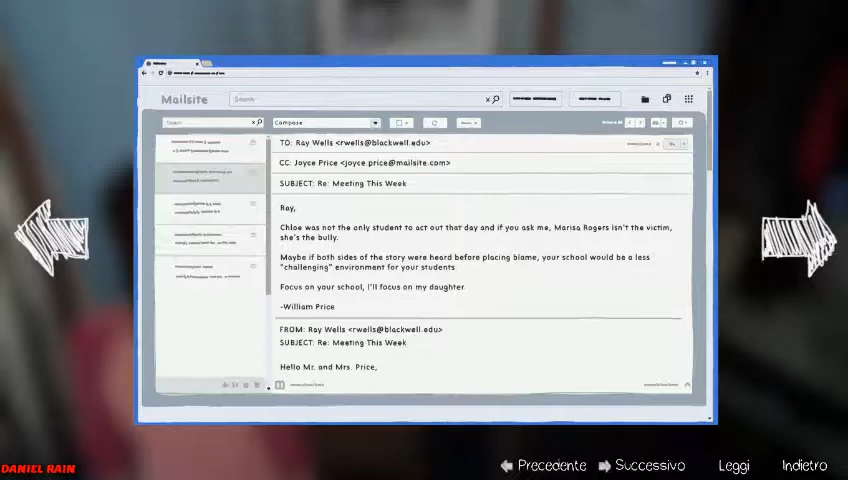 Mailsite
Search...
Search...
Compose
TO: Ray Wells <rwells@blackwell.edu>
CC: Joyce Price <joyce.price@mailsite.com>
SUBJECT: Re: Meeting This Week
Ray,
Chloe was not the only student to act out that day and if you ask me, Marisa Rogers isn't the victim,
she's the bully.
Maybe if both sides of the story were heard before placing blame, your school would be a less
"challenging" environment for your students
Focus on your school, I'll focus on my daughter.
-William Price
FROM: Ray Wells <rwells@blackwell.edu>
SUBJECT: Re: Meeting This Week
Hello Mr. and Mrs. Price,
DANIEL RAIN
Precedente
Successivo
Leggi
Indietro